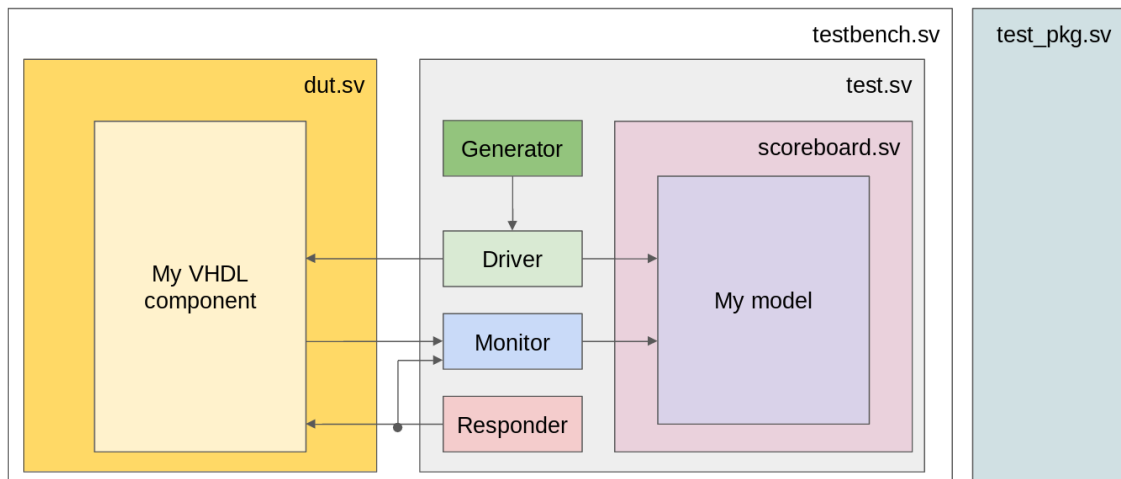 testbench.sv
test_pkg.sv
dut.sv
test.sv
Generator
scoreboard.sv
Driver
My VHDL
component
My model
Monitor
Responder